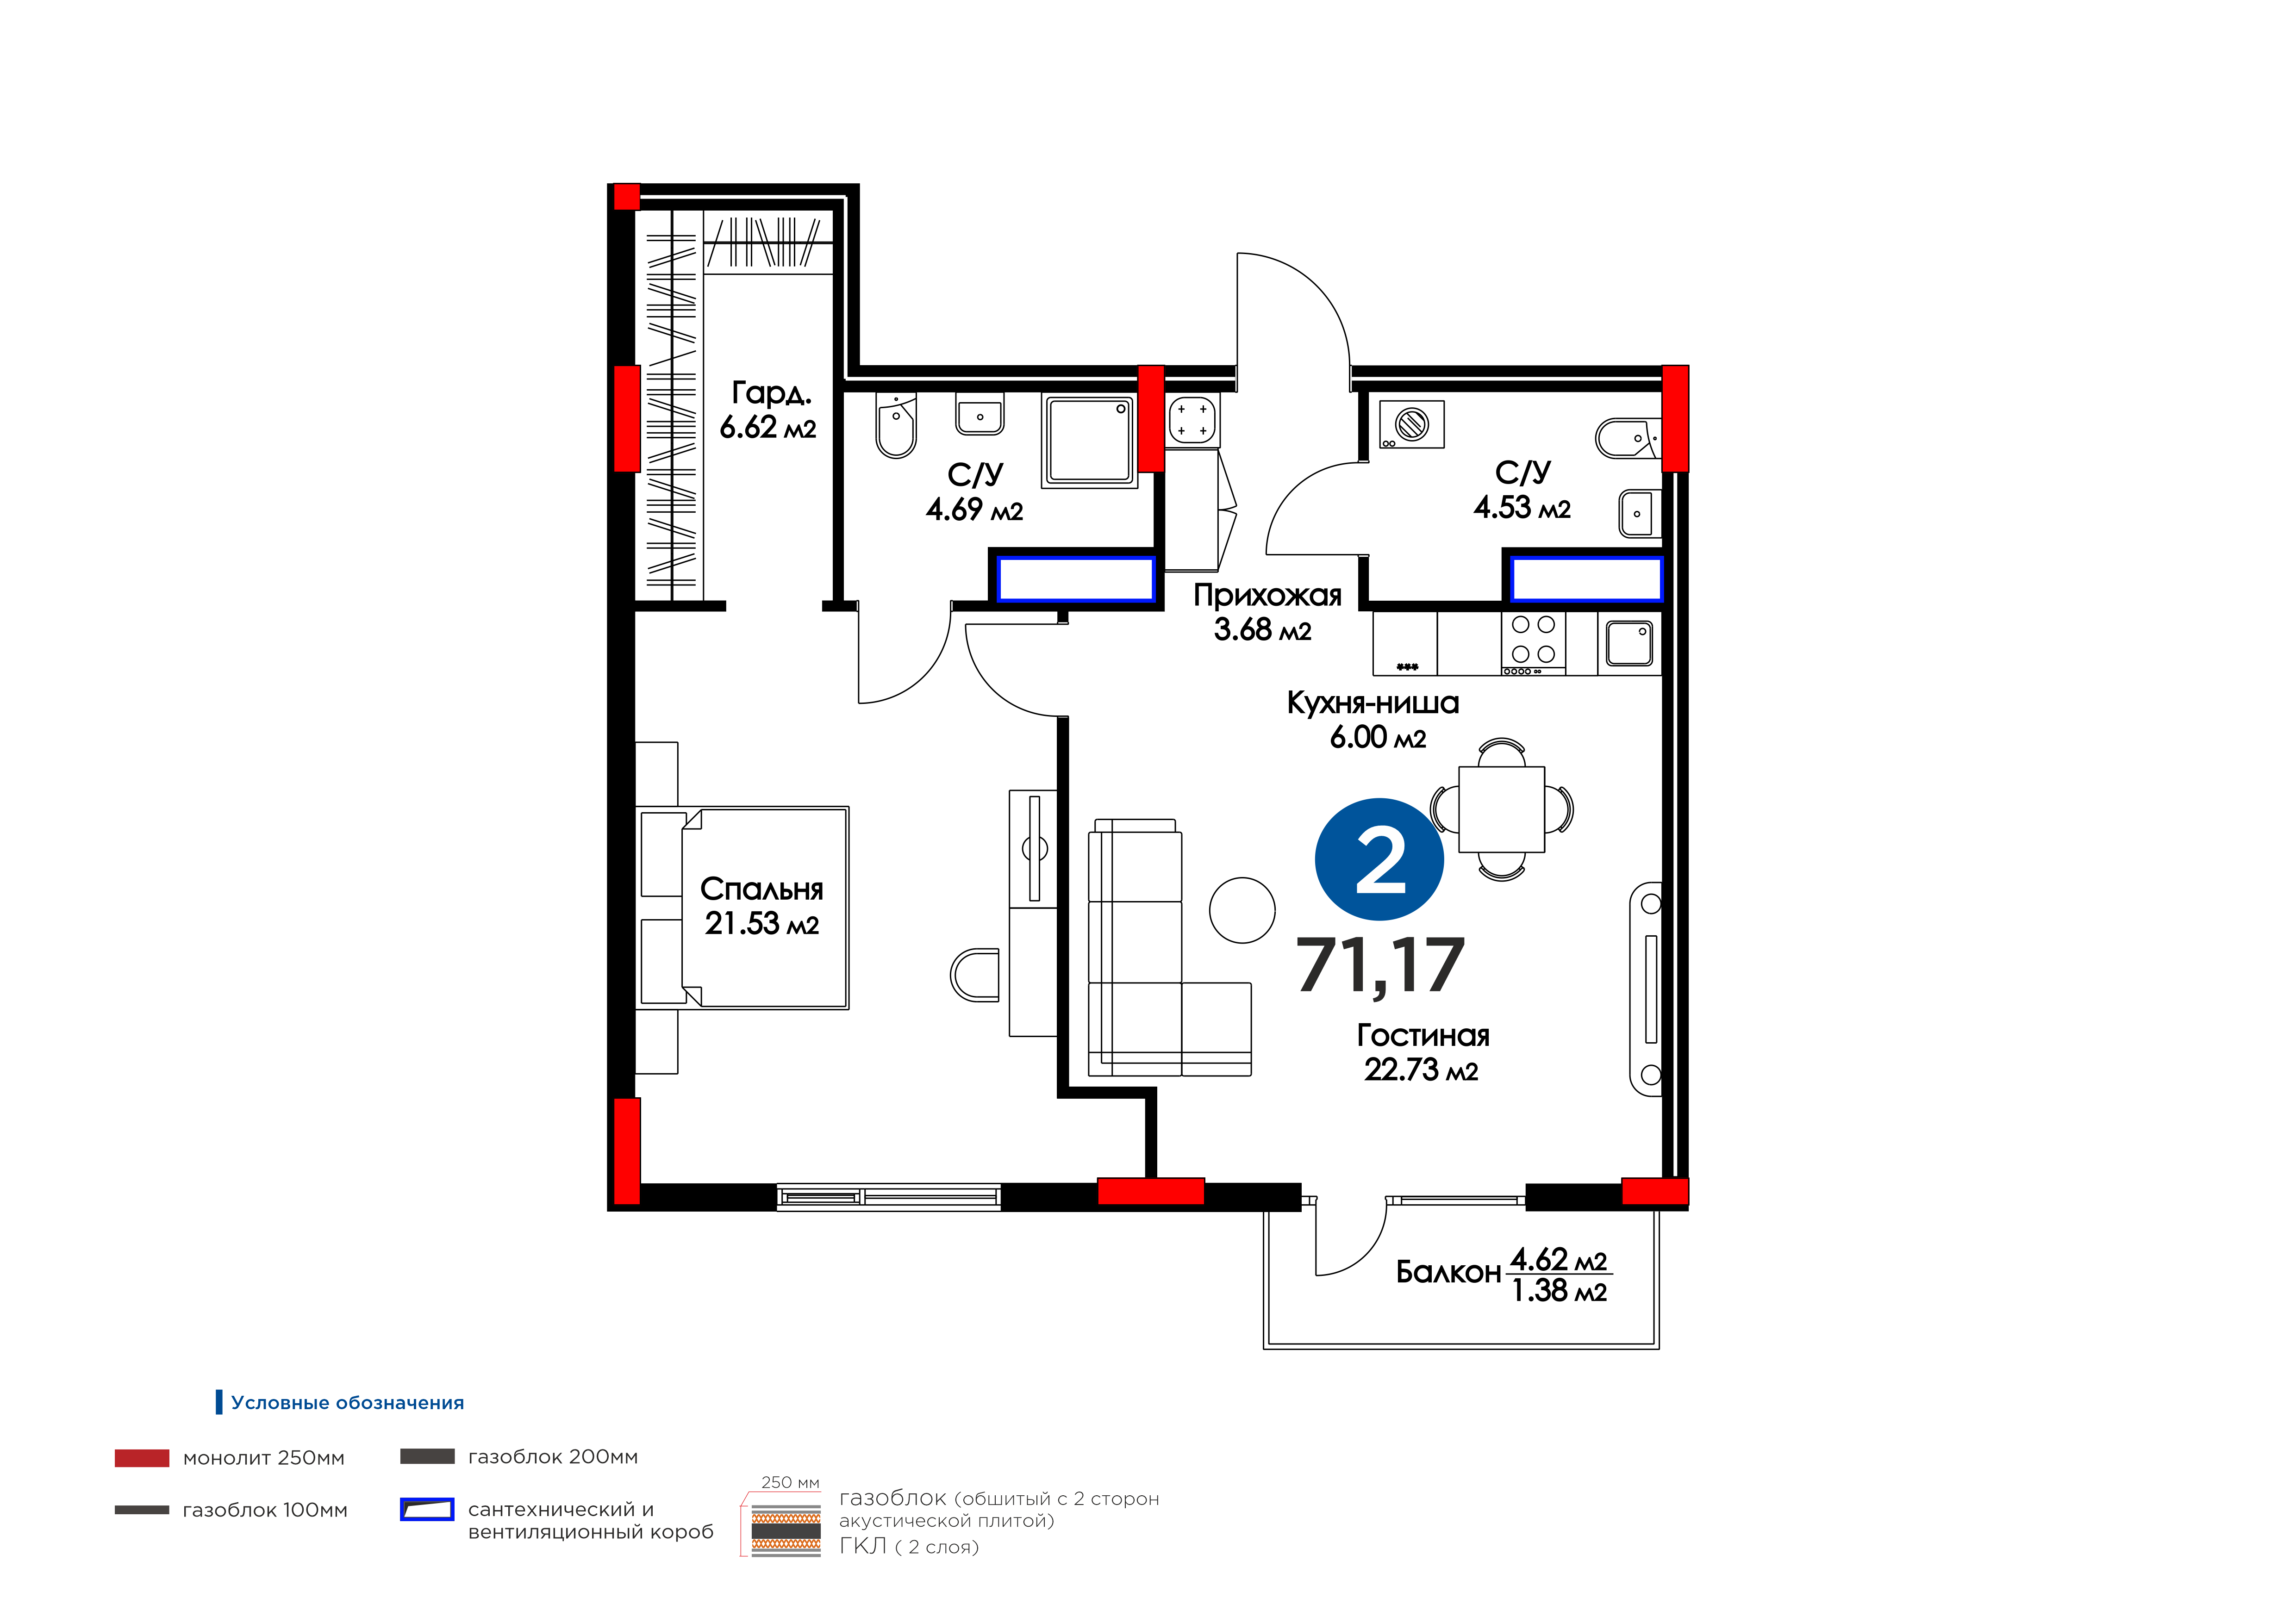 Гард.
6.62 м2
С/У
4.69 м2
С/У
4.53 м2
Прихожая
3.68 м2
Кухня-ниша
6.00 м2
2
71,17
Спальня
21.53 м2
Гостиная
22.73 м2
Балкон 4.62 м2
1.38 м2
Условные обозначения
монолит 250мм
газоблок 200мм
газоблок 100мм
сантехнический и
вентиляционный короб
250 мм
газоблок (обшитый с 2 сторон
акустической плитой)
ГКЛ ( 2 слоя)